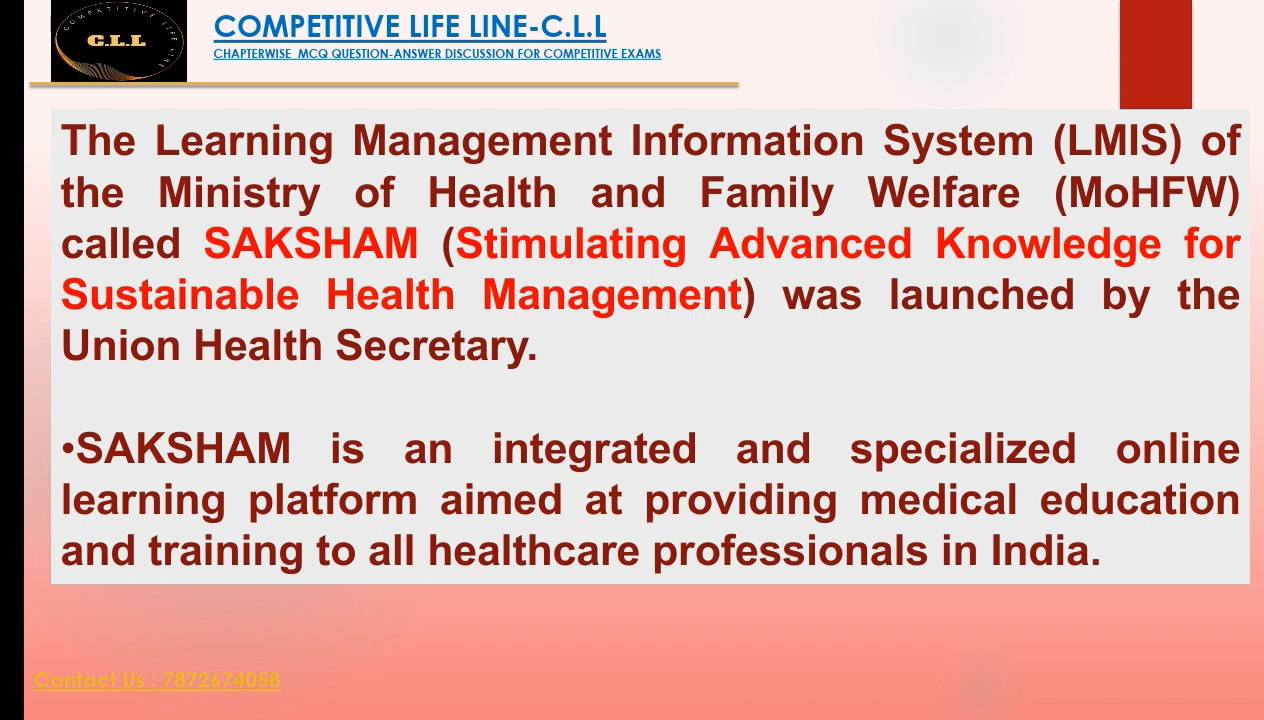 COMPETITIVE LIFE LINE
C.L.L
COMPETITIVE LIFE LINE-C.L.L
CHAPTERWISE MCQ QUESTION-ANSWER DISCUSSION FOR COMPETITIVE EXAMS
The Learning Management Information System (LMIS) of
the Ministry of Health and Family Welfare (MoHFW)
called SAKSHAM (Stimulating Advanced Knowledge for
Sustainable Health Management) was launched by the
Union Health Secretary.
•SAKSHAM is an integrated and specialized online
learning platform aimed at providing medical education
and training to all healthcare professionals in India.
Contact Us : 7872674058